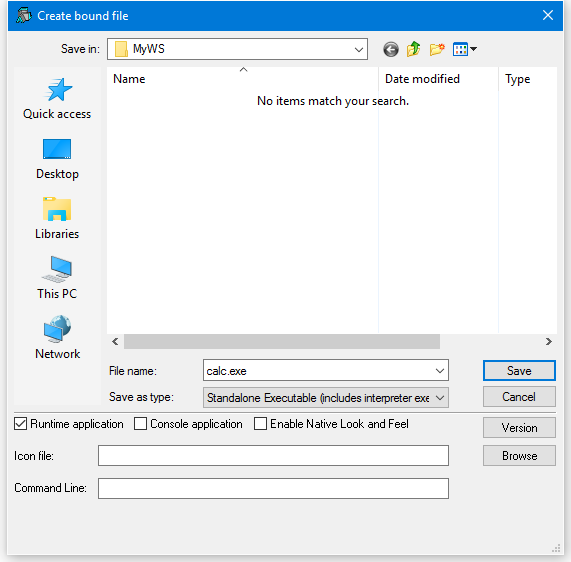 Create bound file
Save in: MyWS
Name Date modified Type
No items match your search.
Quick access
Desktop
Libraries
This PC
Network
File name: calc.exe Save
Save as type: Standalone Executable (includes interpreter exe Cancel
Runtime application Console application Enable Native Look and Feel Version
Icon file: Browse
Command Line: